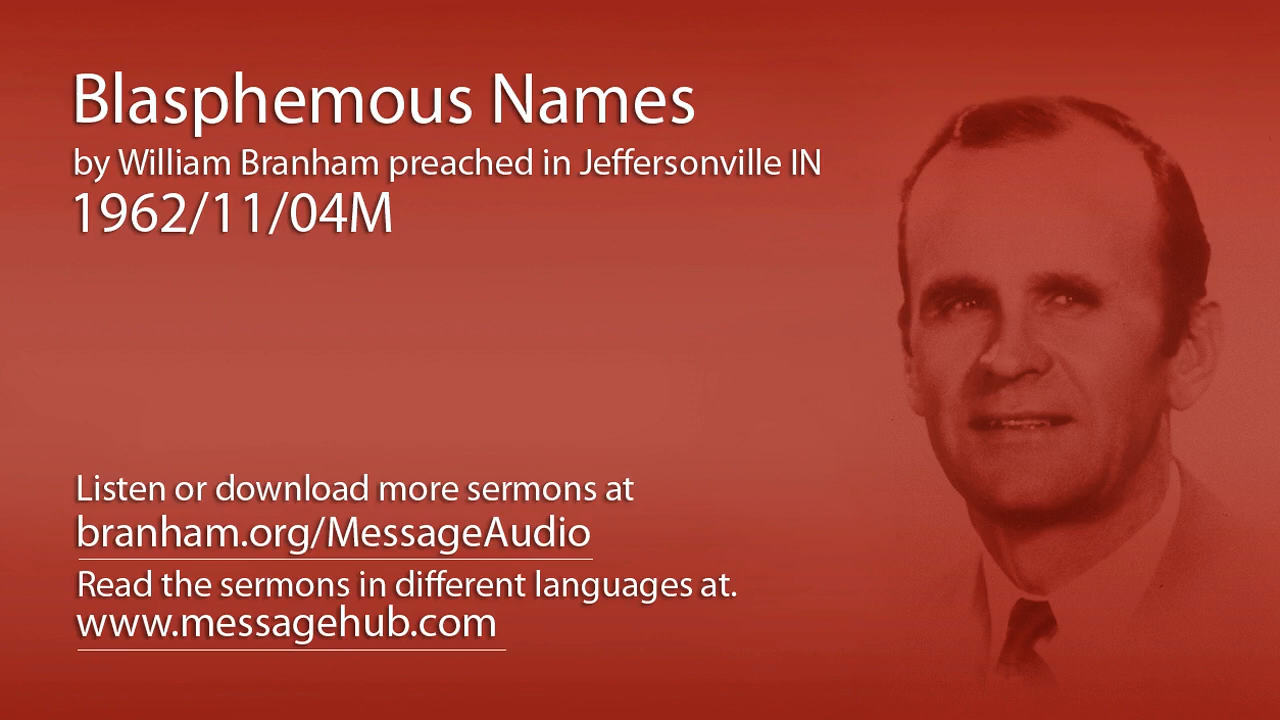 Blasphemous Names
by William Branham preached in Jeffersonville IN
1962/11/04M
Listen or download more sermons at
branham.org/MessageAudio
Read the sermons in different languages at.
www.messagehub.com